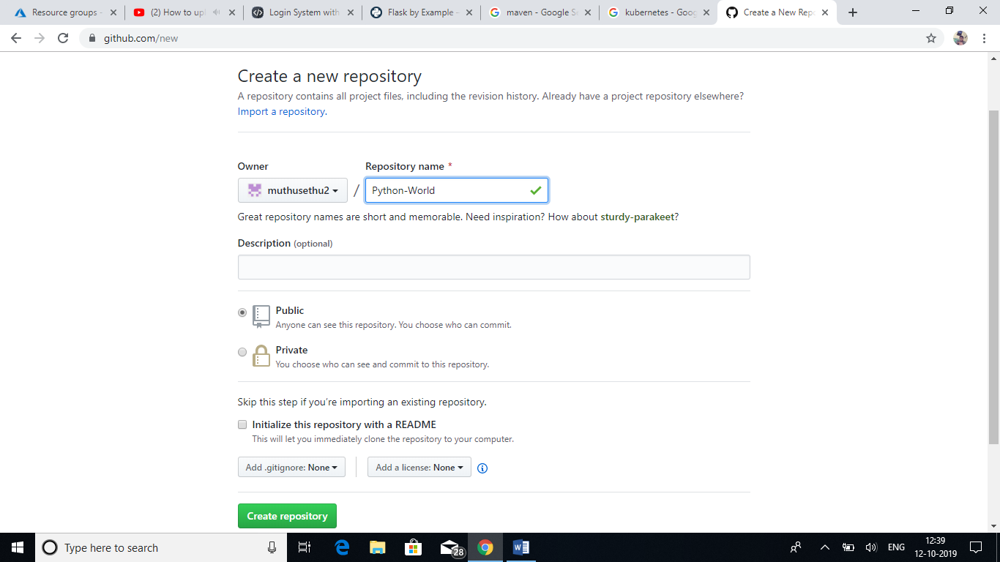 Resource groups -
(2) How to upl
Login System with
Flask by Example –
maven - Google Se
kubernetes - Goog
Create a New Repo
github.com/new
Create a new repository
A repository contains all project files, including the revision history. Already have a project repository elsewhere?
Import a repository.
Owner
Repository name *
muthusethu2 / Python-World
Great repository names are short and memorable. Need inspiration? How about sturdy-parakeet?
Description (optional)
Public
Anyone can see this repository. You choose who can commit.
Private
You choose who can see and commit to this repository.
Skip this step if you’re importing an existing repository.
Initialize this repository with a README
This will let you immediately clone the repository to your computer.
Add .gitignore: None
Add a license: None
Create repository
Type here to search
28
ENG
12:39
12-10-2019